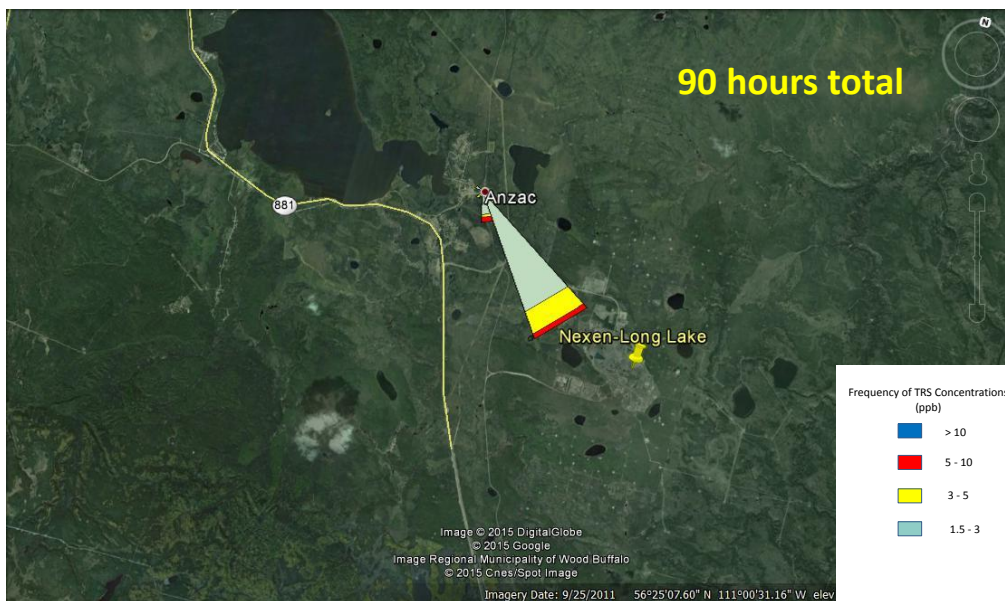 N
90 hours total
Anzac
881
Nexen-Long Lake
Frequency of TRS Concentrations
(ppb)
> 10
5 - 10
3 - 5
1.5 - 3
Image © 2015 DigitalGlobe
© 2015 Google
Image Regional Municipality of Wood Buffalo
© 2015 Cnes/Spot Image
Imagery Date: 9/25/2011 56°25'07.60" N 111°00'31.16" W elev